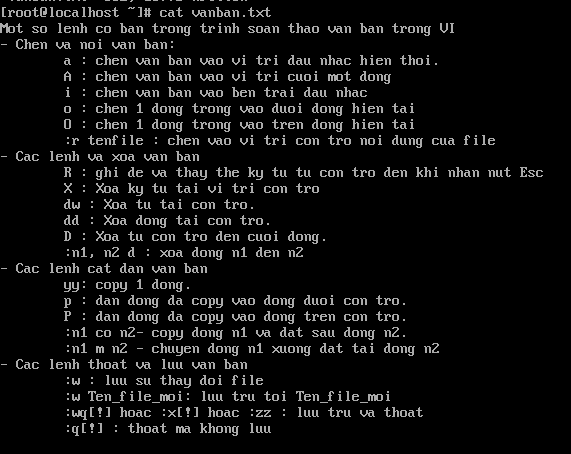 [root@localhost ~]# cat vanban.txt
Mot so lenh co ban trong trinh soan thao van ban trong VI
- Chen va noi van ban:
a : chen van ban vao vi tri dau nhac hien thoi.
A : chen van ban vao vi tri cuoi mot dong
i : chen van ban vao ben trai dau nhac
o : chen 1 dong trong vao duoi dong hien tai
O : chen 1 dong trong vao tren dong hien tai
:r tenfile : chen vao vi tri con tro noi dung cua file
- Cac lenh va xoa van ban
R : ghi de va thay the ky tu tu con tro den khi nhan nut Esc
X : Xoa ky tu tai vi tri con tro
dw : Xoa tu tai con tro.
dd : Xoa dong tai con tro.
D : Xoa tu con tro den cuoi dong.
:n1, n2 d : xoa dong n1 den n2
- Cac lenh cat dan van ban
yy: copy 1 dong.
p : dan dong da copy vao dong duoi con tro.
P : dan dong da copy vao dong tren con tro.
:n1 co n2- copy dong n1 va dat sau dong n2.
:n1 m n2 - chuyen dong n1 xuong dat tai dong n2
- Cac lenh thoat va luu van ban
:w : luu su thay doi file
:w Ten_file_moi: luu tru toi Ten_file_moi
:wq[!] hoac :x[!] hoac :zz : luu tru va thoat
:q[!] : thoat ma khong luu